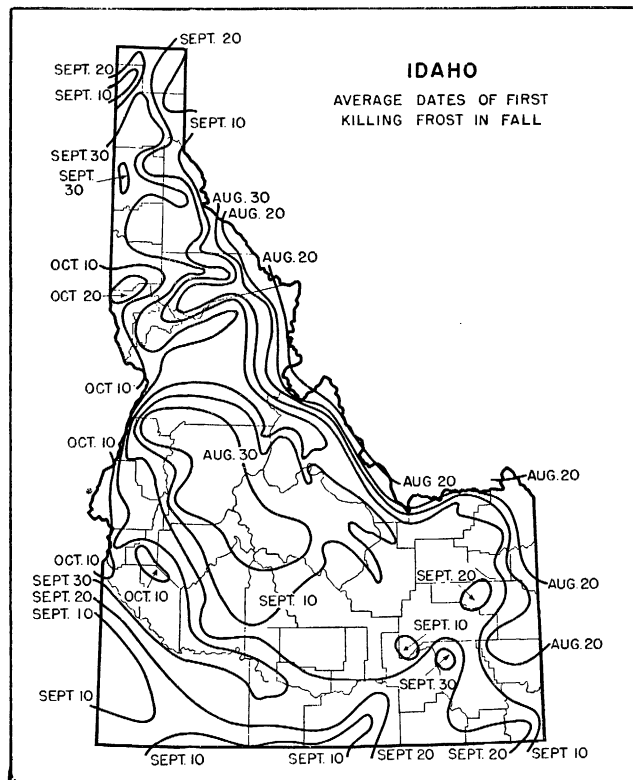 SEPT. 20
SEPT. 20
SEPT. 10
IDAHO
AVERAGE DATES OF FIRST
KILLING FROST IN FALL
SEPT. 10
SEPT. 30
SEPT.
30
AUG. 30
AUG. 20
AUG. 20
OCT. 10
OCT 20
OCT 10
OCT. 10
AUG. 30
AUG 20
AUG. 20
OCT. 10
SEPT. 30
SEPT. 20
SEPT. 10
OCT. 10
SEPT. 10
SEPT. 20
AUG. 20
SEPT. 10
AUG. 20
SEPT. 30
SEPT 10
SEPT. 10
SEPT. 10
SEPT 20
SEPT. 20
SEPT 10